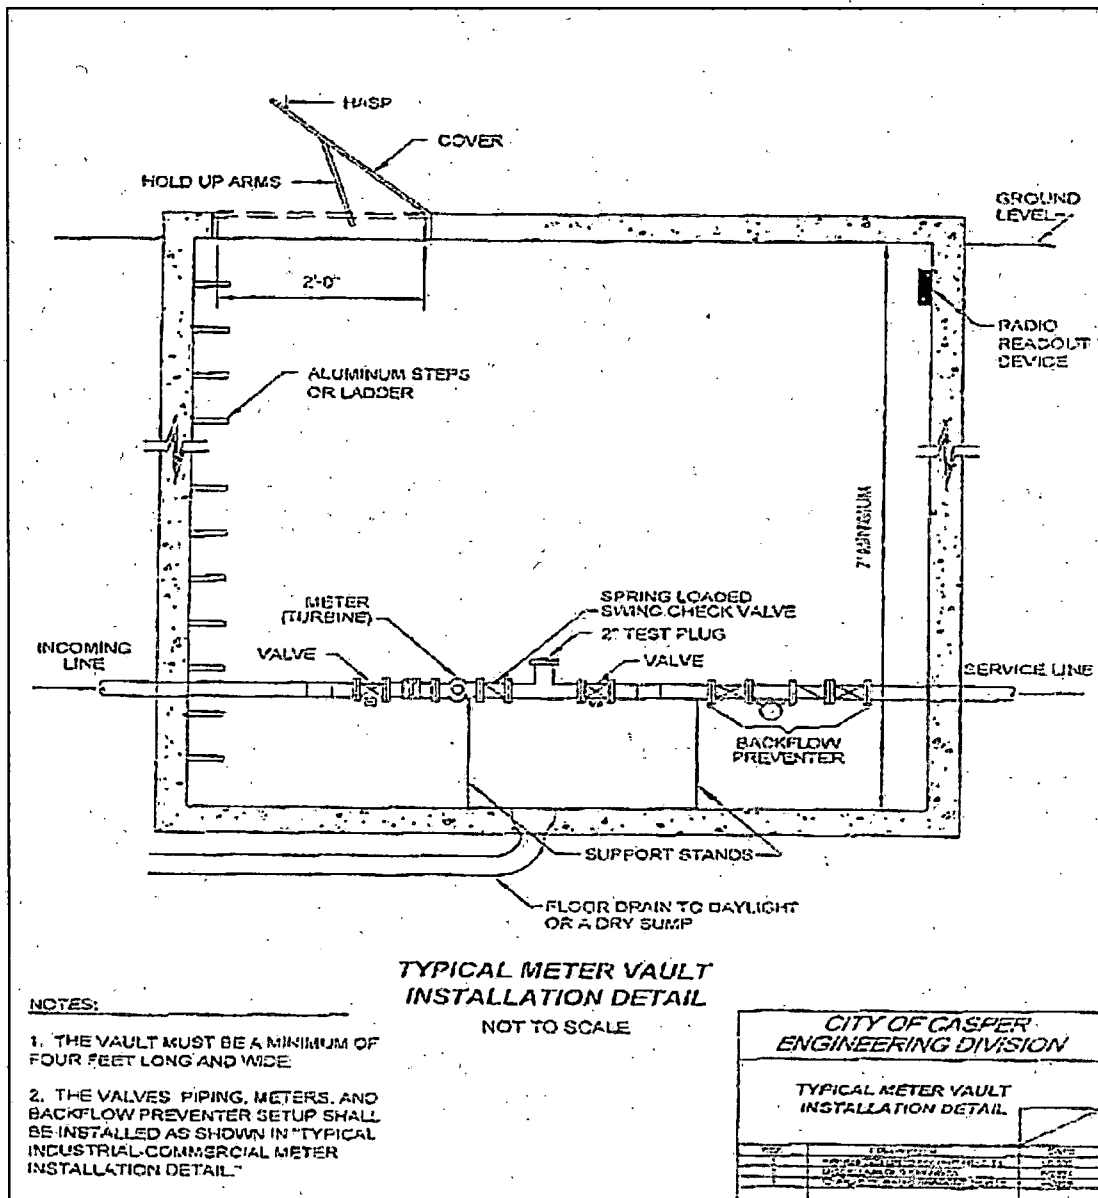 HASP
COVER
HOLD UP ARMS
GROUND
LEVEL
2'-0"
RADIO
READOUT
DEVICE
ALUMINUM STEPS
OR LADDER
7' MINIMUM
METER
(TURBINE)
SPRING LOADED
SWING CHECK VALVE
2" TEST PLUG
INCOMING
LINE
VALVE
VALVE
SERVICE LINE
BACKFLOW
PREVENTER
SUPPORT STANDS
FLOOR DRAIN TO DAYLIGHT
OR A DRY SUMP
TYPICAL METER VAULT
INSTALLATION DETAIL
NOT TO SCALE
NOTES:
1. THE VAULT MUST BE A MINIMUM OF
FOUR FEET LONG AND WIDE
2. THE VALVES PIPING, METERS, AND
BACKFLOW PREVENTER SETUP SHALL
BE INSTALLED AS SHOWN IN "TYPICAL
INDUSTRIAL-COMMERCIAL METER
INSTALLATION DETAIL"
CITY OF CASPER
ENGINEERING DIVISION
TYPICAL METER VAULT
INSTALLATION DETAIL